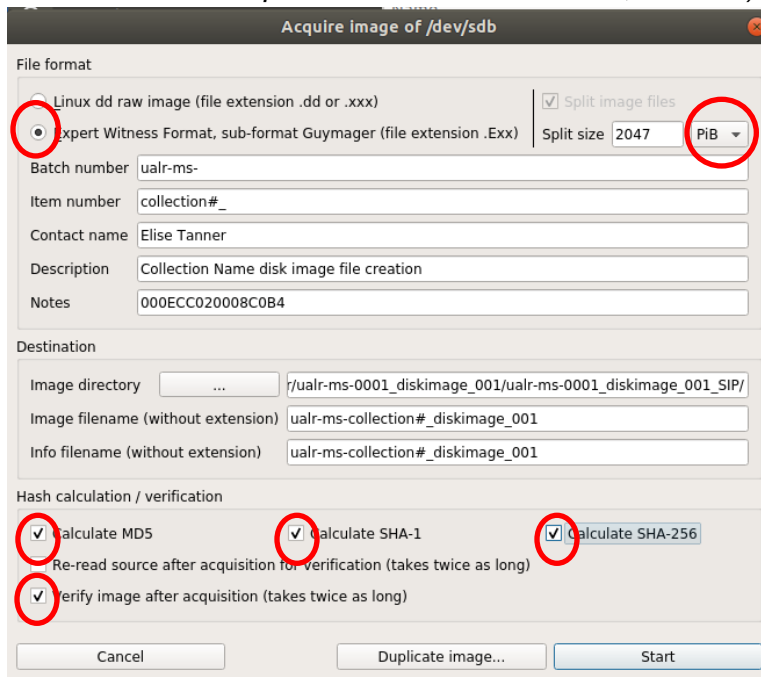 Acquire image of /dev/sdb
File format
Linux dd raw image (file extension .dd or .xxx)
Split image files
Expert Witness Format, sub-format Guymager (file extension .Exx)
Split size 2047 PiB
Batch number ualr-ms-
Item number collection#_
Contact name Elise Tanner
Description Collection Name disk image file creation
Notes 000ECC020008C0B4
Destination
Image directory ... r/ualr-ms-0001_diskimage_001/ualr-ms-0001_diskimage_001_SIP/
Image filename (without extension) ualr-ms-collection#_diskimage_001
Info filename (without extension) ualr-ms-collection#_diskimage_001
Hash calculation / verification
Calculate MD5 Calculate SHA-1 Calculate SHA-256
Re-read source after acquisition for verification (takes twice as long)
Verify image after acquisition (takes twice as long)
Cancel Duplicate image... Start